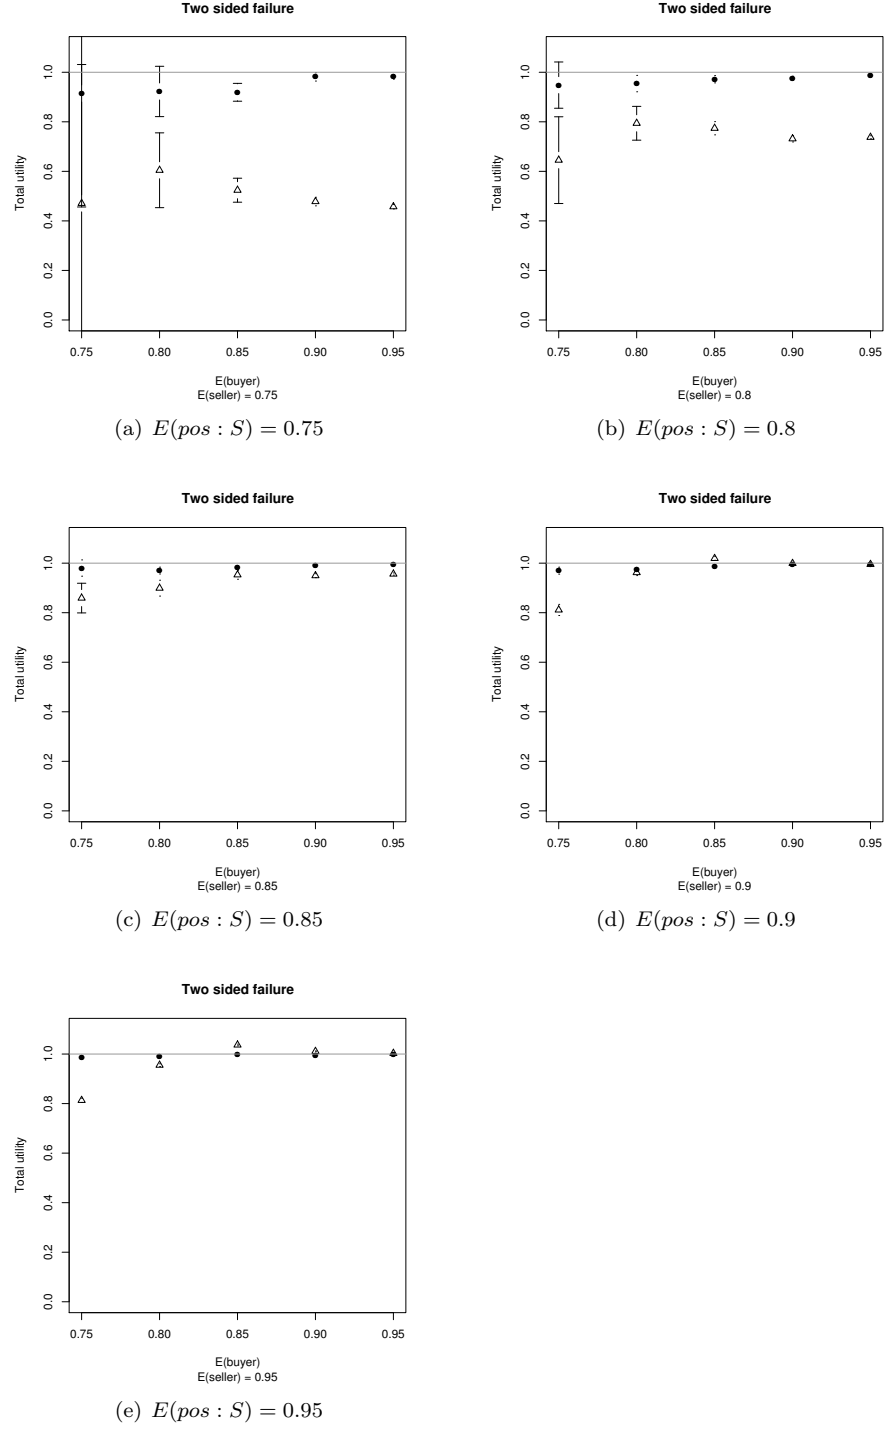 Two sided failure
Total utility
0.0 0.2 0.4 0.6 0.8 1.0
0.75 0.80 0.85 0.90 0.95
E(buyer)
E(seller) = 0.75
(a) E(pos : S) = 0.75
Two sided failure
Total utility
0.0 0.2 0.4 0.6 0.8 1.0
0.75 0.80 0.85 0.90 0.95
E(buyer)
E(seller) = 0.8
(b) E(pos : S) = 0.8
Two sided failure
Total utility
0.0 0.2 0.4 0.6 0.8 1.0
0.75 0.80 0.85 0.90 0.95
E(buyer)
E(seller) = 0.85
(c) E(pos : S) = 0.85
Two sided failure
Total utility
0.0 0.2 0.4 0.6 0.8 1.0
0.75 0.80 0.85 0.90 0.95
E(buyer)
E(seller) = 0.9
(d) E(pos : S) = 0.9
Two sided failure
Total utility
0.0 0.2 0.4 0.6 0.8 1.0
0.75 0.80 0.85 0.90 0.95
E(buyer)
E(seller) = 0.95
(e) E(pos : S) = 0.95